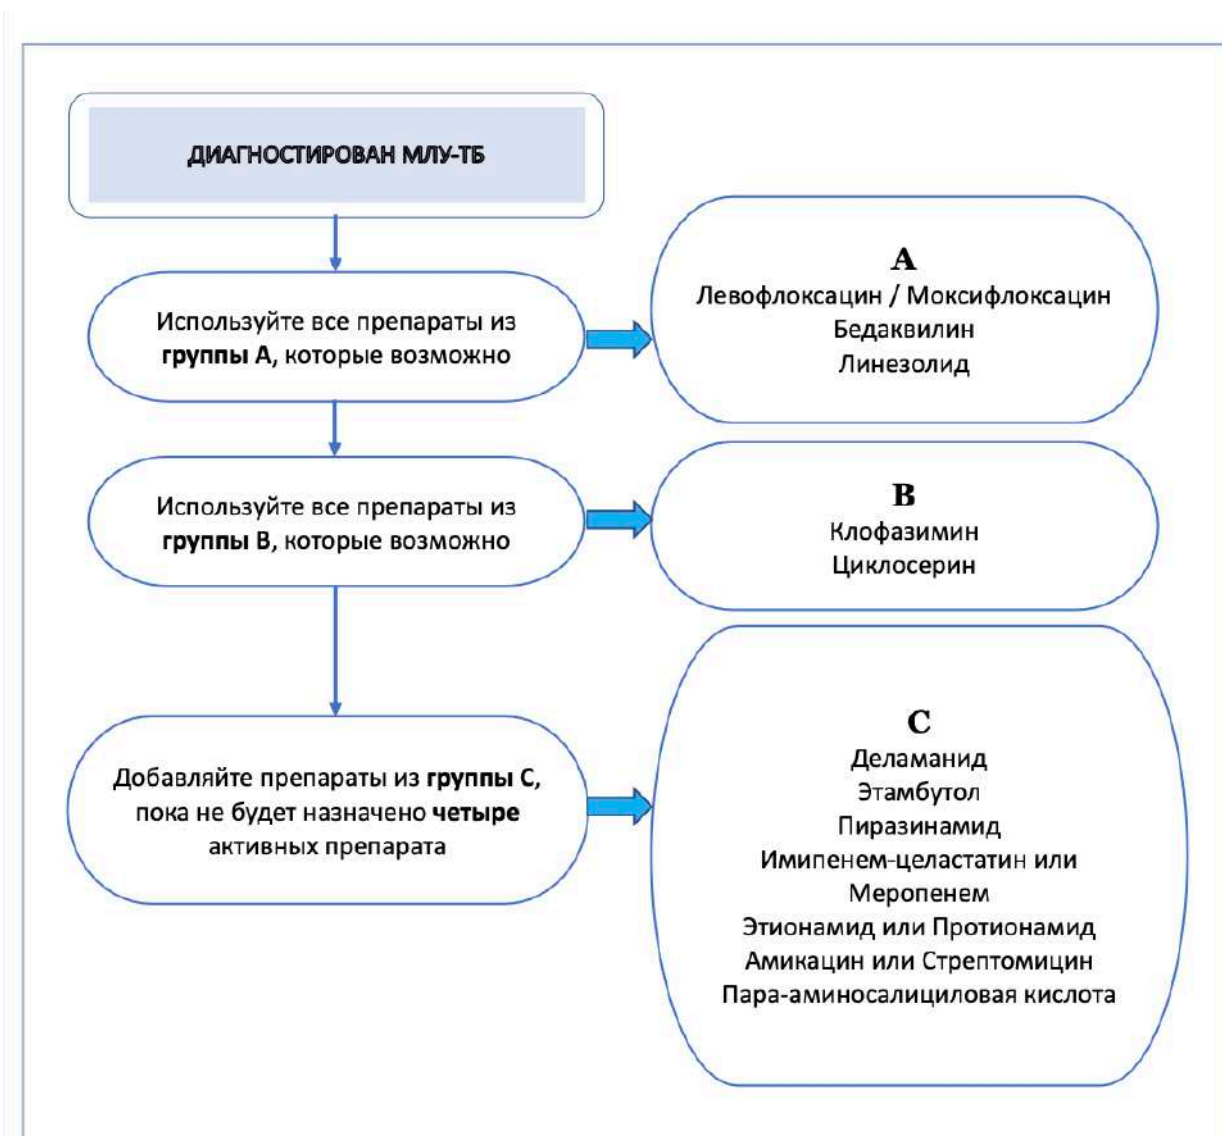 ДИАГНОСТИРОВАН МЛУ-ТБ
Используйте все препараты из
группы А, которые возможно
A
Левофлоксацин / Моксифлоксацин
Бедаквилин
Линезолид
Используйте все препараты из
группы В, которые возможно
B
Клофазимин
Циклосерин
Добавляйте препараты из группы С,
пока не будет назначено четыре
активных препарата
C
Деламанид
Этамбутол
Пиразинамид
Имипенем-целастатин или
Меропенем
Этионамид или Протионамид
Амикацин или Стрептомицин
Пара-аминосалициловая кислота